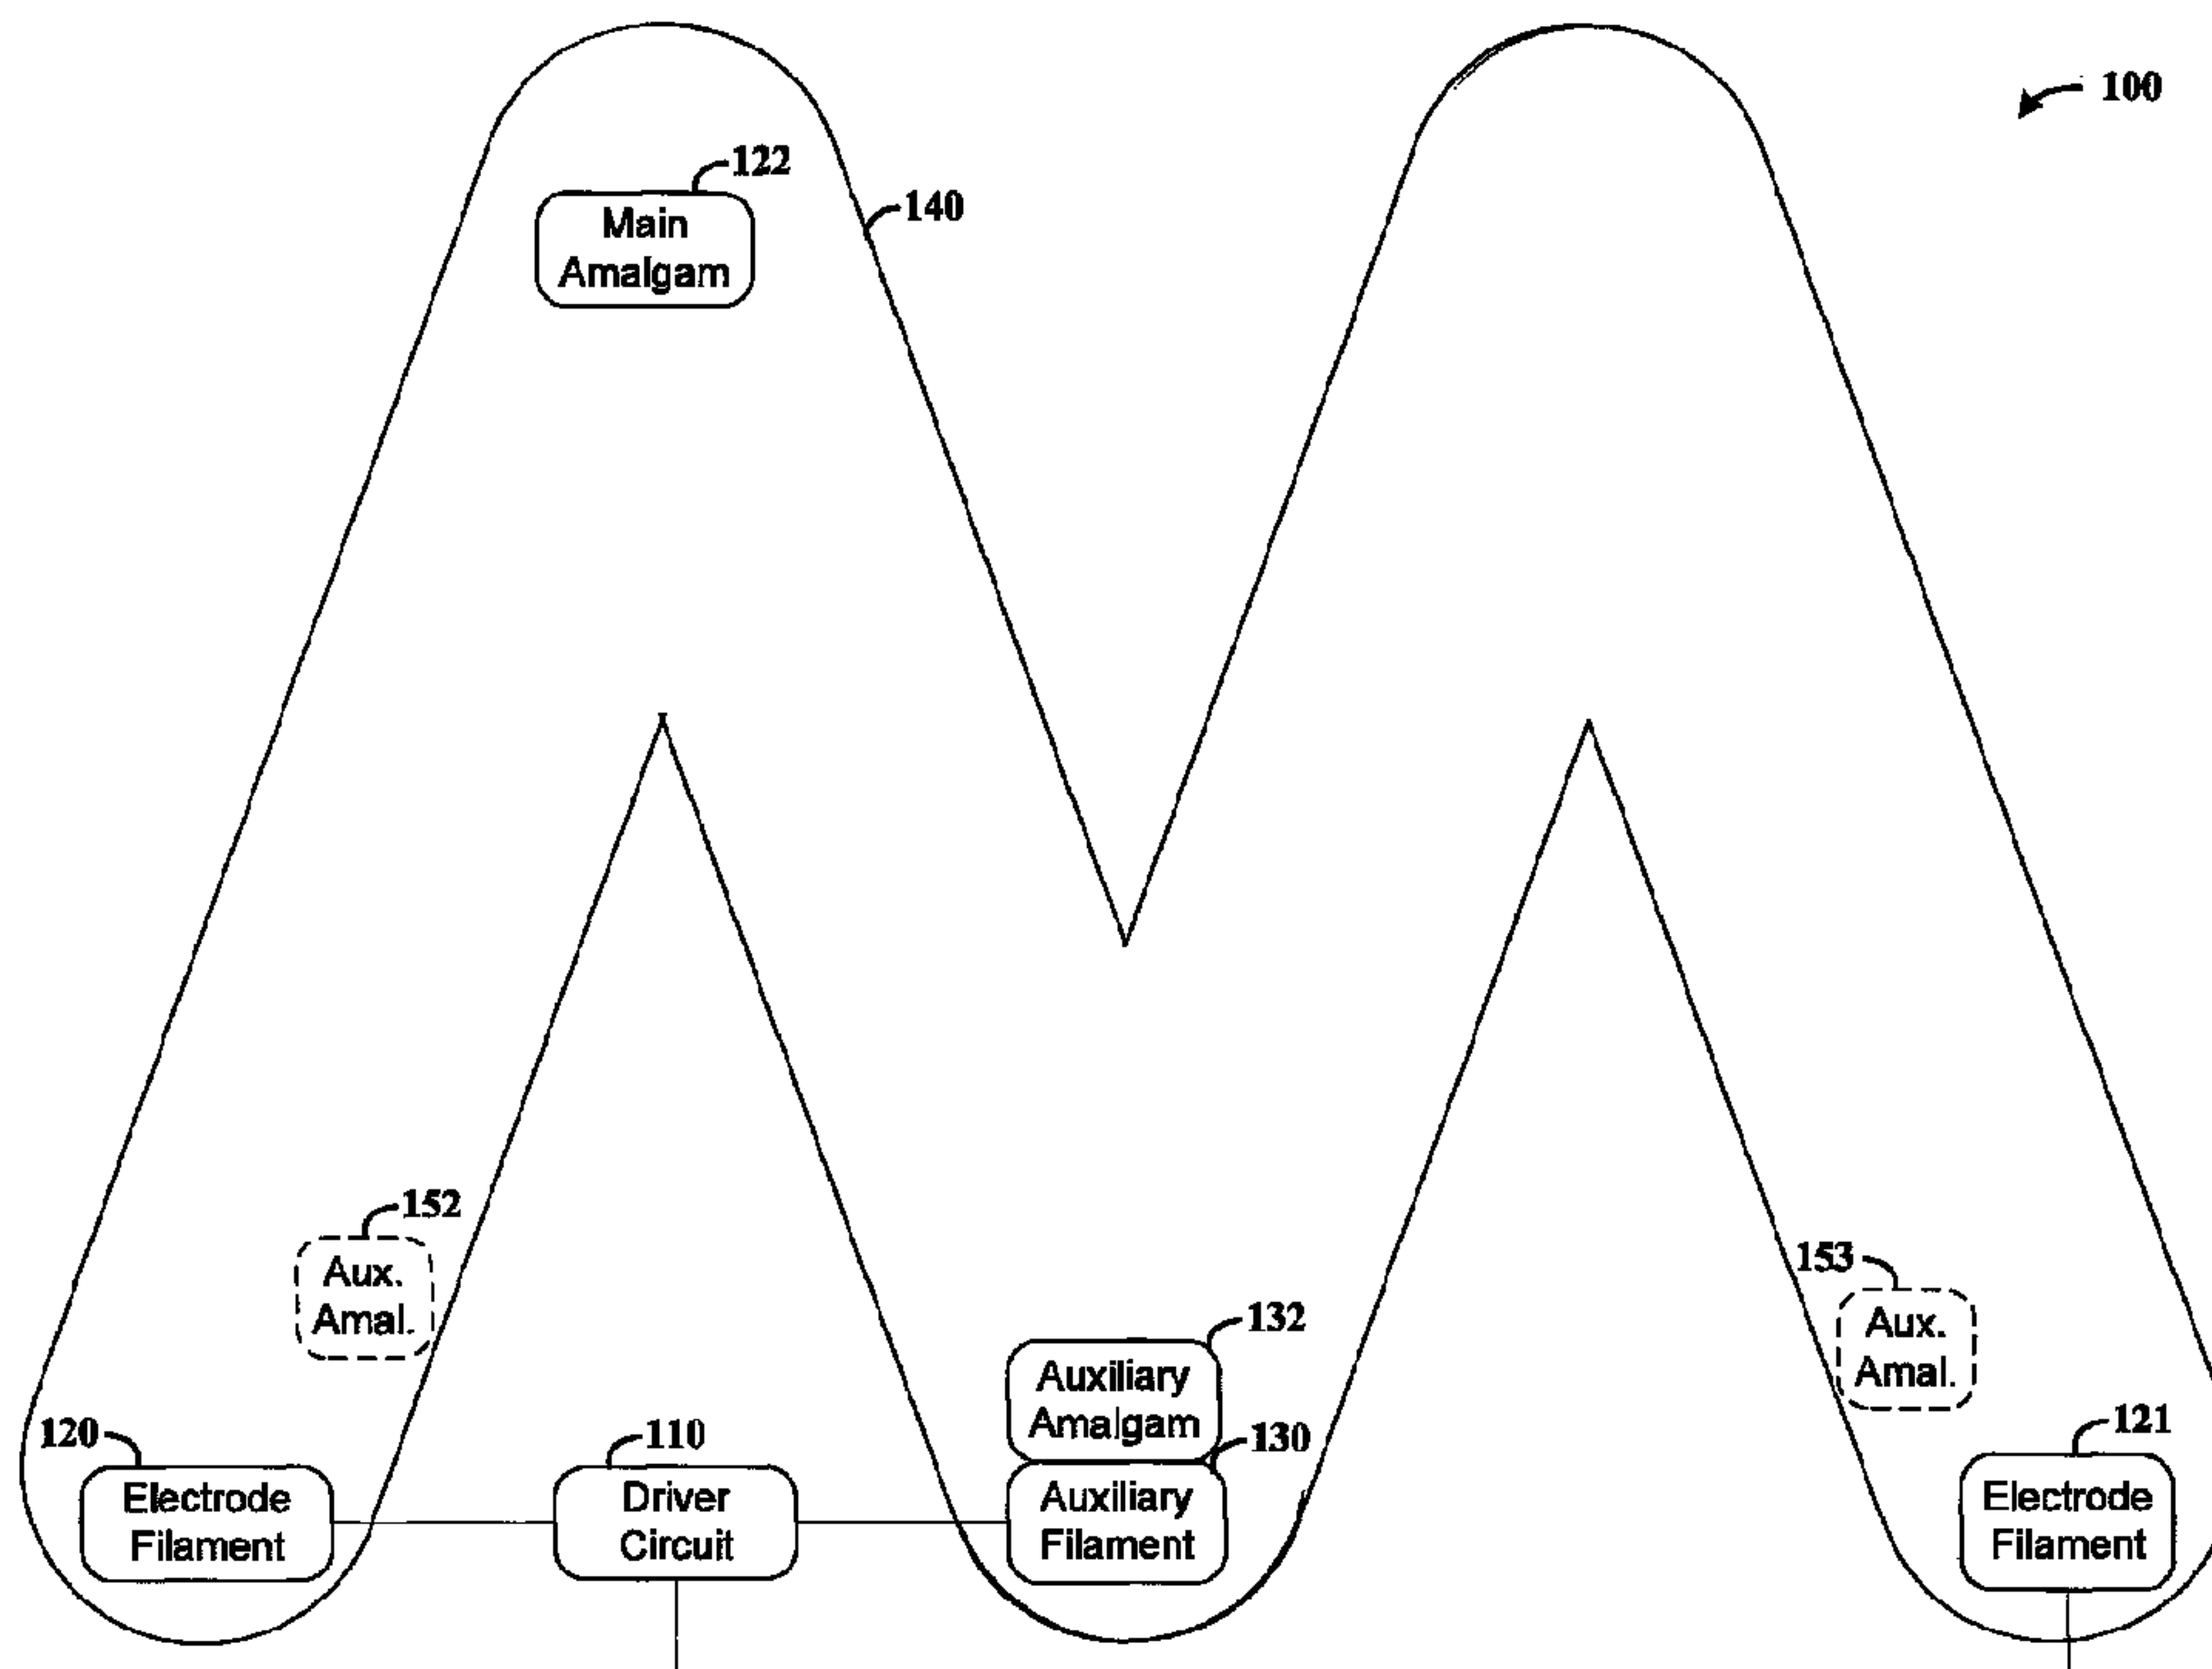 100
122
Main
Amalgam
140
152
Aux.
Amal.
153
Aux.
Amal.
132
Auxiliary
Amalgam
120
Electrode
Filament
110
Driver
Circuit
130
Auxiliary
Filament
121
Electrode
Filament